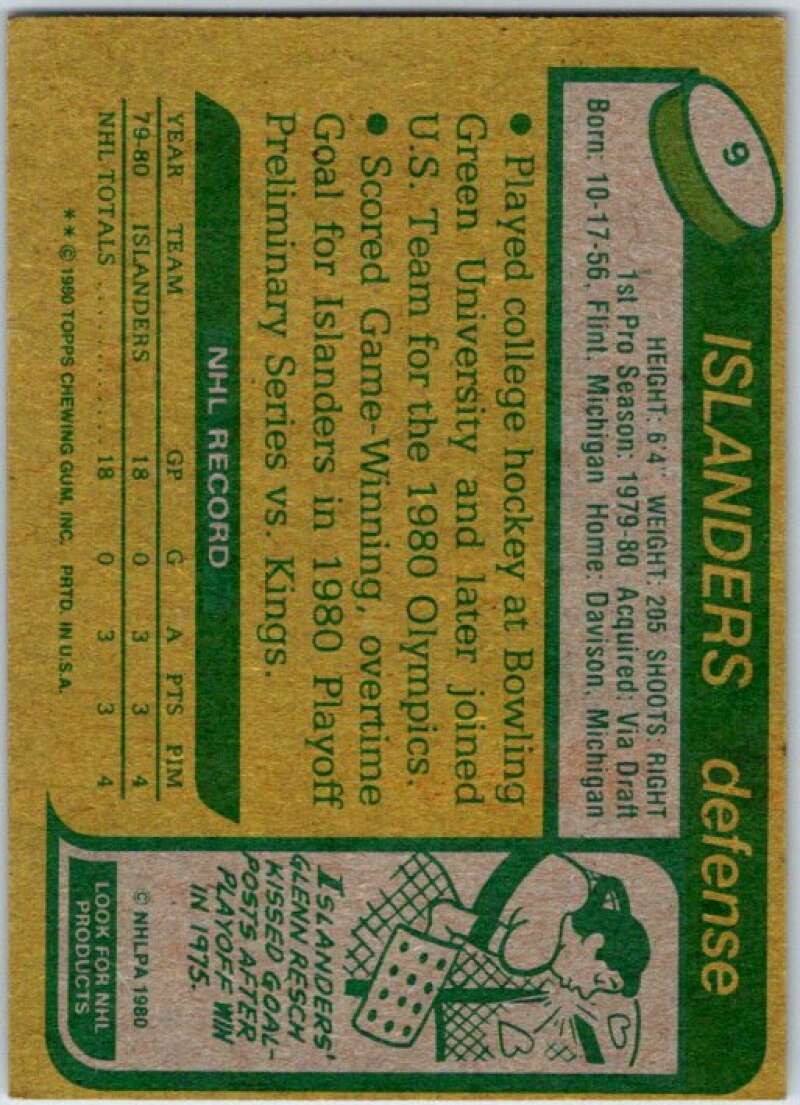 9
ISLANDERS defense
HEIGHT: 6'4" WEIGHT: 205 SHOOTS: RIGHT
1st Pro Season: 1979-80 Acquired: Via Draft
Born: 10-17-56, Flint, Michigan Home: Davison, Michigan
• Played college hockey at Bowling
Green University and later joined
U.S. Team for the 1980 Olympics.
• Scored Game-Winning, overtime
Goal for Islanders in 1980 Playoff
Preliminary Series vs. Kings.
NHL RECORD
YEAR TEAM GP G A PTS PIM
79-80 ISLANDERS 18 0 3 3 4
NHL TOTALS .......... 18 0 3 3 4
** © 1980 TOPPS CHEWING GUM, INC. PRTD. IN U.S.A.
ISLANDERS'
GLENN RESCH
KISSED GOAL-
POSTS AFTER
PLAYOFF WIN
IN 1975.
© NHLPA 1980
LOOK FOR NHL
PRODUCTS